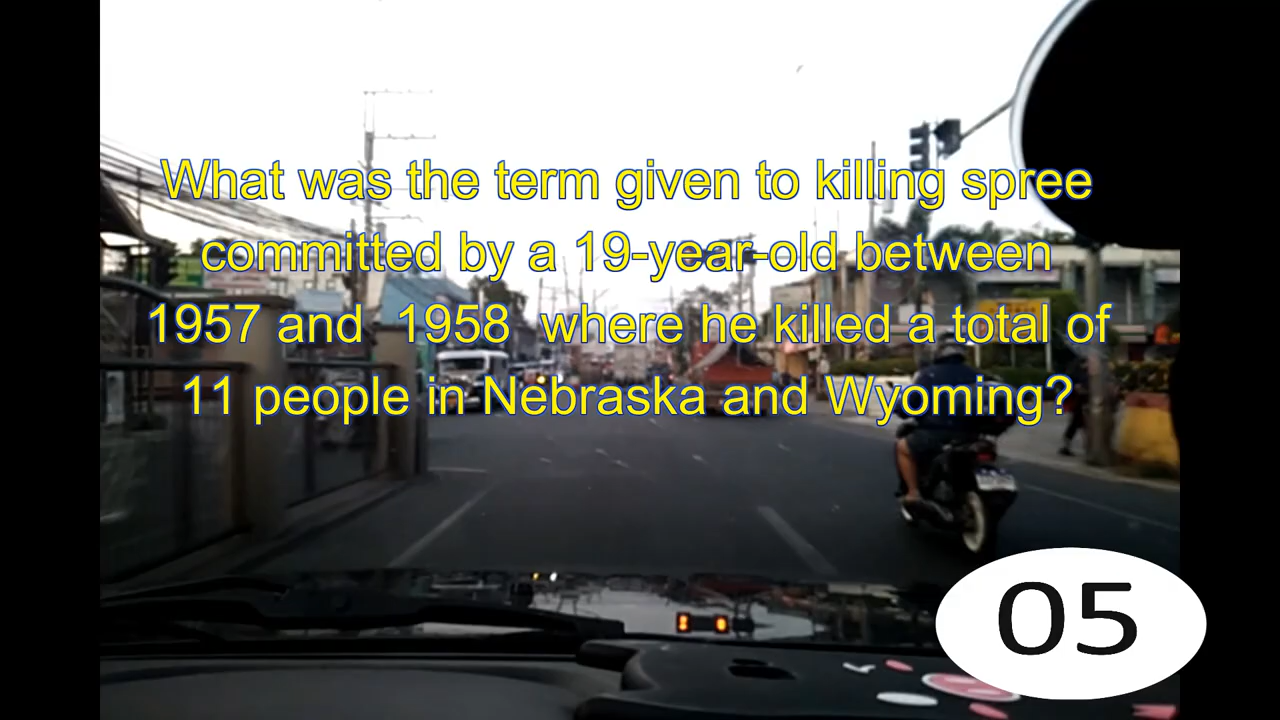 What was the term given to killing spree
committed by a 19-year-old between
1957 and  1958  where he killed a total of
11 people in Nebraska and Wyoming?
05